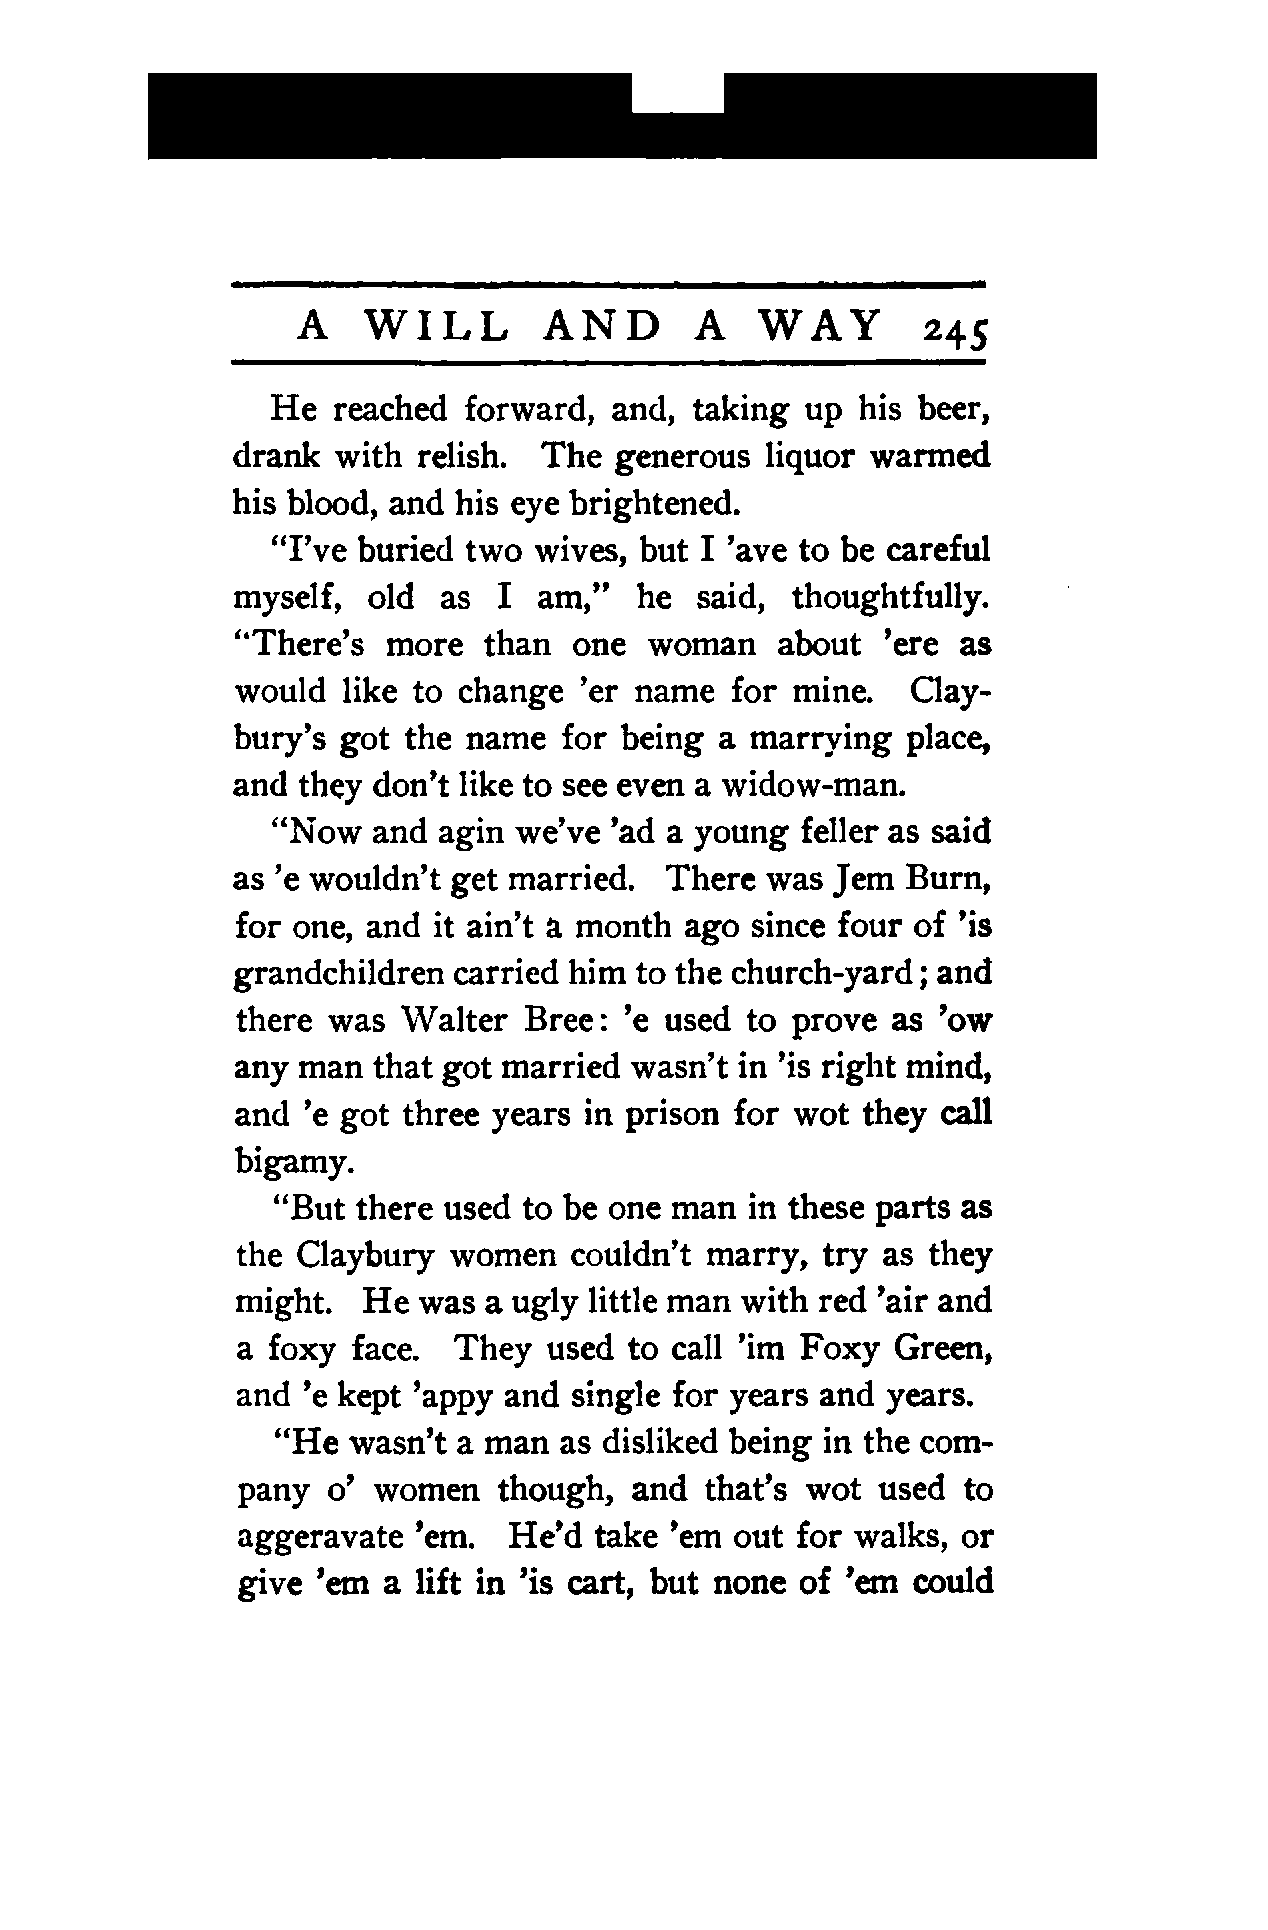 A WILL AND A WAY 245
He reached forward, and, taking up his beer,
drank with relish. The generous liquor warmed
his blood, and his eye brightened.
“I’ve buried two wives, but I ’ave to be careful
myself, old as I am,” he said, thoughtfully.
“There’s more than one woman about ’ere as
would like to change ’er name for mine. Clay-
bury’s got the name for being a marrying place,
and they don’t like to see even a widow-man.
“Now and agin we’ve ’ad a young feller as said
as ’e wouldn’t get married. There was Jem Burn,
for one, and it ain’t a month ago since four of ’is
grandchildren carried him to the church-yard; and
there was Walter Bree: ’e used to prove as ’ow
any man that got married wasn’t in ’is right mind,
and ’e got three years in prison for wot they call
bigamy.
“But there used to be one man in these parts as
the Claybury women couldn’t marry, try as they
might. He was a ugly little man with red ’air and
a foxy face. They used to call ’im Foxy Green,
and ’e kept ’appy and single for years and years.
“He wasn’t a man as disliked being in the com-
pany o’ women though, and that’s wot used to
aggeravate ’em. He’d take ’em out for walks, or
give ’em a lift in ’is cart, but none of ’em could